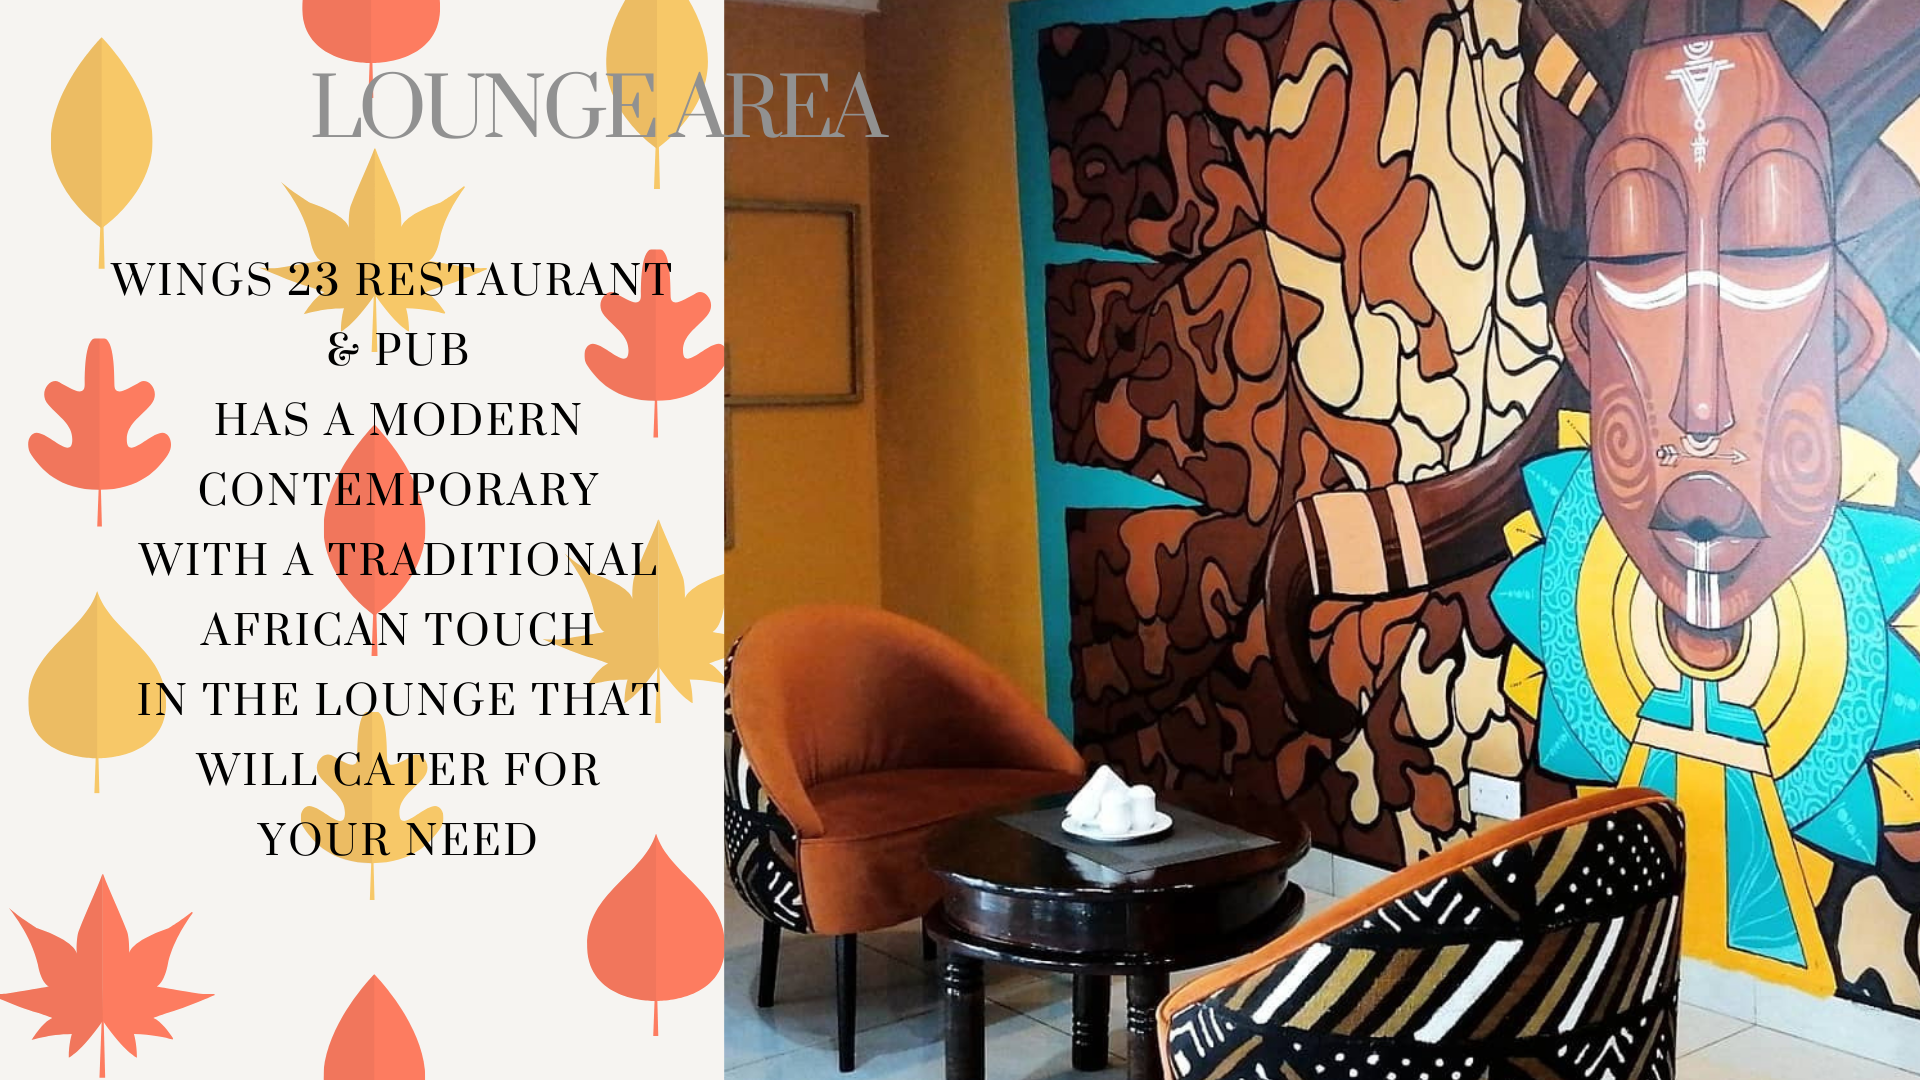 LOUNGE AREA
WINGS 23 RESTAURANT
& PUB
HAS A MODERN
CONTEMPORARY
WITH A TRADITIONAL
AFRICAN TOUCH
IN THE LOUNGE THAT
WILL CATER FOR
YOUR NEED